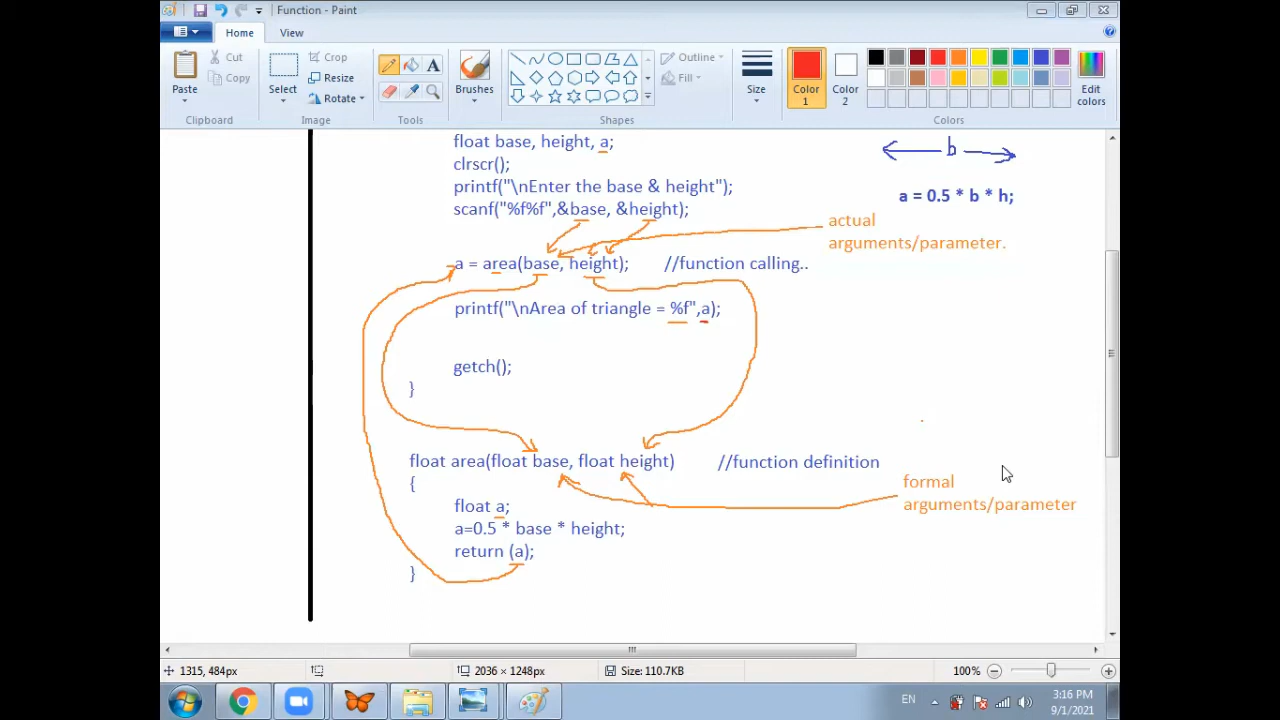 Function - Paint
Home View
Cut
Copy
Paste
Clipboard
Crop
Resize
Rotate
Select
Image
A
Tools
Brushes
Outline
Fill
Shapes
Size
Color 1
Color 2
Edit colors
Colors
float base, height, a;
clrscr();
printf("\nEnter the base & height");
scanf("%f%f",&base, &height);
b
a = 0.5 * b * h;
actual
arguments/parameter.
a = area(base, height); //function calling..
printf("\nArea of triangle = %f",a);
getch();
}
float area(float base, float height) //function definition
{
formal
arguments/parameter
float a;
a=0.5 * base * height;
return (a);
}
1315, 484px
2036 × 1248px
Size: 110.7KB
100%
EN
3:16 PM
9/1/2021